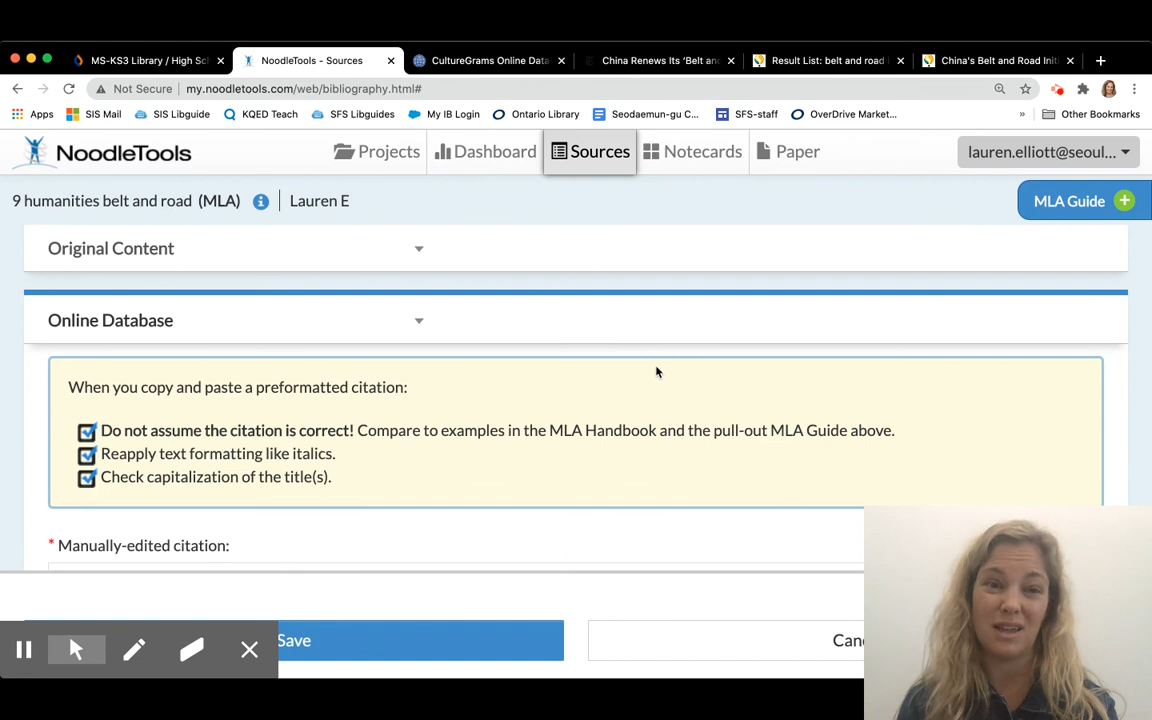 MS-KS3 Library / High Sc
NoodleTools - Sources
CultureGrams Online Data
China Renews Its 'Belt and
Result List: belt and road i
China's Belt and Road Initi
Not Secure
my.noodletools.com/web/bibliography.html#
Apps
SIS Mail
SIS Libguide
KQED Teach
SFS Libguides
My IB Login
Ontario Library
Seodaemun-gu C...
SFS-staff
OverDrive Market...
»
Other Bookmarks
NoodleTools
Projects
Dashboard
Sources
Notecards
Paper
lauren.elliott@seoul...
9 humanities belt and road (MLA)
Lauren E
MLA Guide
Original Content
Online Database
When you copy and paste a preformatted citation:
Do not assume the citation is correct! Compare to examples in the MLA Handbook and the pull-out MLA Guide above.
Reapply text formatting like italics.
Check capitalization of the title(s).
* Manually-edited citation:
Save
Canc